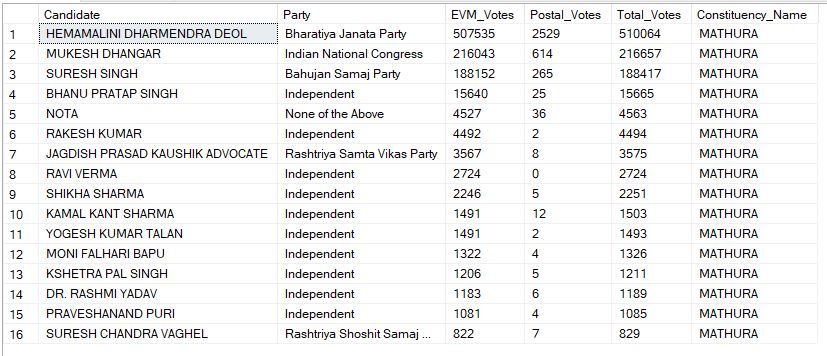 Candidate Party EVM_Votes Postal_Votes Total_Votes Constituency_Name
1 HEMAMALINI DHARMENDRA DEOL Bharatiya Janata Party 507535 2529 510064 MATHURA
2 MUKESH DHANGAR Indian National Congress 216043 614 216657 MATHURA
3 SURESH SINGH Bahujan Samaj Party 188152 265 188417 MATHURA
4 BHANU PRATAP SINGH Independent 15640 25 15665 MATHURA
5 NOTA None of the Above 4527 36 4563 MATHURA
6 RAKESH KUMAR Independent 4492 2 4494 MATHURA
7 JAGDISH PRASAD KAUSHIK ADVOCATE Rashtriya Samta Vikas Party 3567 8 3575 MATHURA
8 RAVI VERMA Independent 2724 0 2724 MATHURA
9 SHIKHA SHARMA Independent 2246 5 2251 MATHURA
10 KAMAL KANT SHARMA Independent 1491 12 1503 MATHURA
11 YOGESH KUMAR TALAN Independent 1491 2 1493 MATHURA
12 MONI FALHARI BAPU Independent 1322 4 1326 MATHURA
13 KSHETRA PAL SINGH Independent 1206 5 1211 MATHURA
14 DR. RASHMI YADAV Independent 1183 6 1189 MATHURA
15 PRAVESHANAND PURI Independent 1081 4 1085 MATHURA
16 SURESH CHANDRA VAGHEL Rashtriya Shoshit Samaj ... 822 7 829 MATHURA